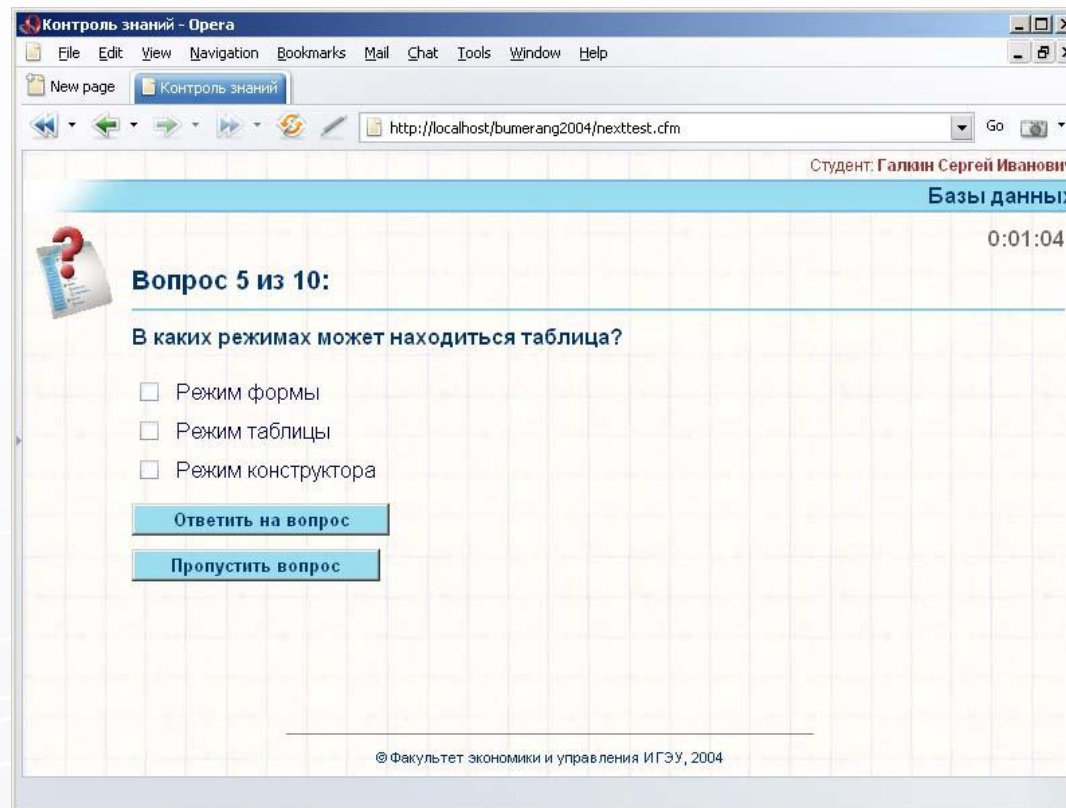 Контроль знаний - Opera
File Edit View Navigation Bookmarks Mail Chat Tools Window Help
New page Контроль знаний
http://localhost/bumerang2004/nexttest.cfm Go
Студент: Галкин Сергей Иванович
Базы данных
0:01:04
Вопрос 5 из 10:
В каких режимах может находиться таблица?
Режим формы
Режим таблицы
Режим конструктора
Ответить на вопрос
Пропустить вопрос
© Факультет экономики и управления ИГЭУ, 2004